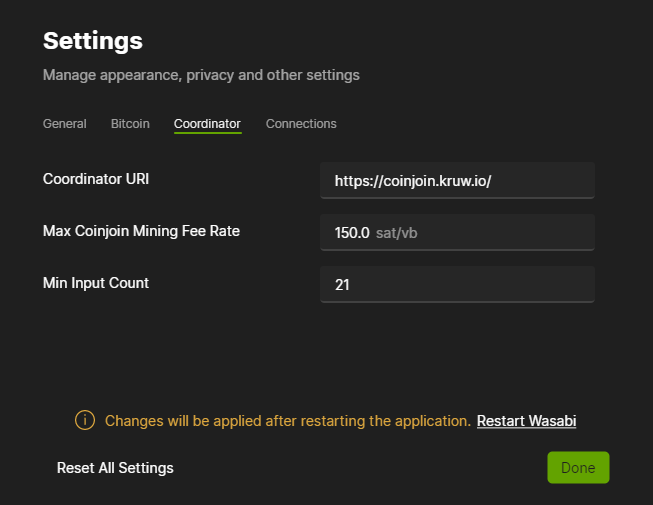 Settings
Manage appearance, privacy and other settings
General Bitcoin Coordinator Connections
Coordinator URI https://coinjoin.kruw.io/
Max Coinjoin Mining Fee Rate 150.0 sat/vb
Min Input Count 21
Changes will be applied after restarting the application. Restart Wasabi
Reset All Settings Done